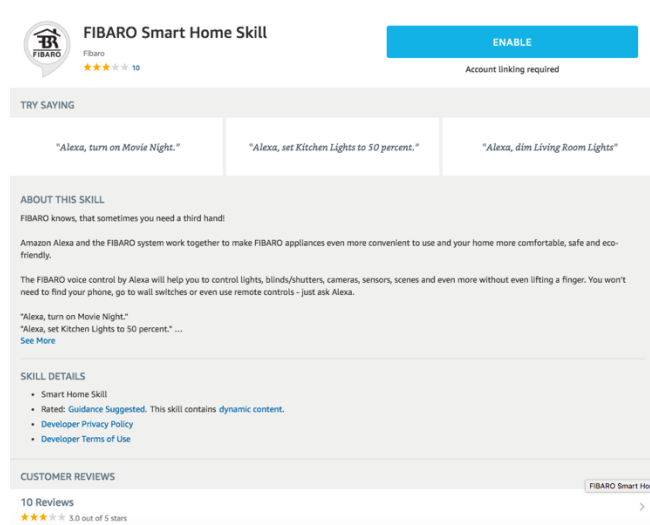 FIBARO
FIBARO Smart Home Skill
Fibaro
10
ENABLE
Account linking required
TRY SAYING
"Alexa, turn on Movie Night."
"Alexa, set Kitchen Lights to 50 percent."
"Alexa, dim Living Room Lights"
ABOUT THIS SKILL
FIBARO knows, that sometimes you need a third hand!
Amazon Alexa and the FIBARO system work together to make FIBARO appliances even more convenient to use and your home more comfortable, safe and eco-
friendly.
The FIBARO voice control by Alexa will help you to control lights, blinds/shutters, cameras, sensors, scenes and even more without even lifting a finger. You won't
need to find your phone, go to wall switches or even use remote controls - just ask Alexa.
"Alexa, turn on Movie Night."
"Alexa, set Kitchen Lights to 50 percent." ...
See More
SKILL DETAILS
• Smart Home Skill
• Rated: Guidance Suggested. This skill contains dynamic content.
• Developer Privacy Policy
• Developer Terms of Use
CUSTOMER REVIEWS
FIBARO Smart Ho
10 Reviews
3.0 out of 5 stars